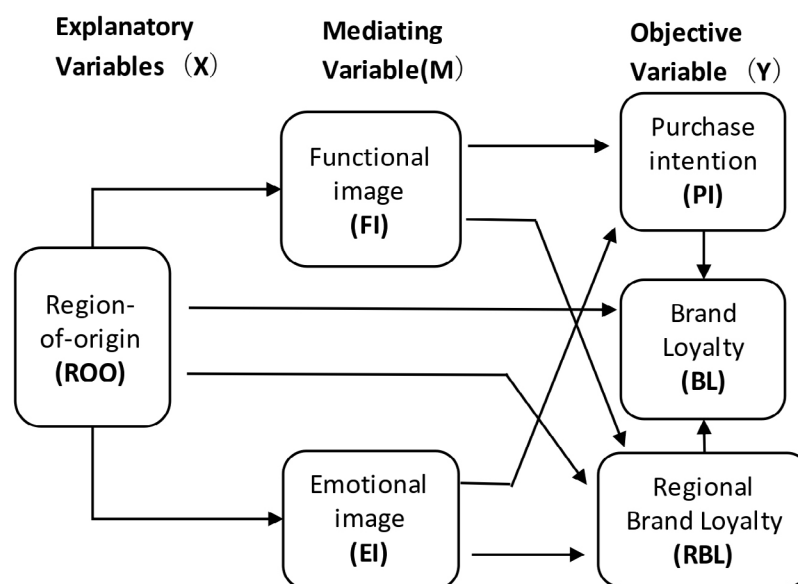 Explanatory
Variables （X）
Mediating
Variable(M）
Objective
Variable （Y）
Functional
image
(FI)
Purchase
intention
(PI)
Region-
of-origin
(ROO)
Brand
Loyalty
(BL)
Emotional
image
(EI)
Regional
Brand Loyalty
(RBL)